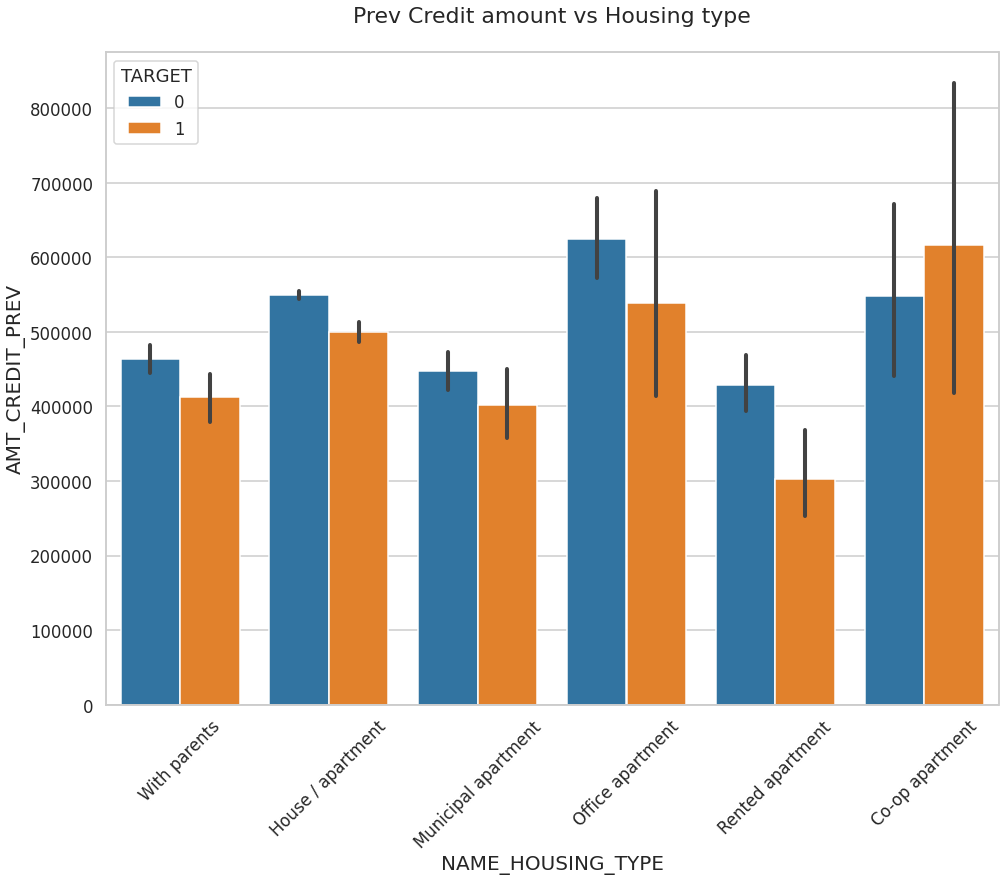 Prev Credit amount vs Housing type
TARGET
0
1
AMT_CREDIT_PREV
800000
700000
600000
500000
400000
300000
200000
100000
0
With parents
House / apartment
Municipal apartment
Office apartment
Rented apartment
Co-op apartment
NAME_HOUSING_TYPE